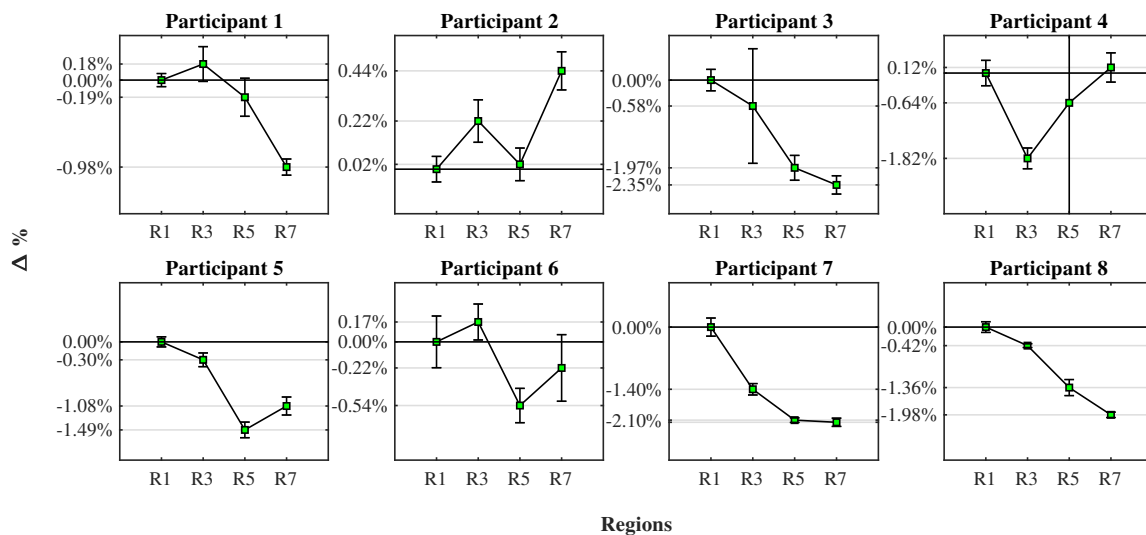 Participant 1
Participant 2
Participant 3
Participant 4
0.18%
0.00%
-0.19%
-0.98%
0.44%
0.22%
0.02%
0.00%
-0.58%
-1.97%
-2.35%
0.12%
-0.64%
-1.82%
R1 R3 R5 R7
R1 R3 R5 R7
R1 R3 R5 R7
R1 R3 R5 R7
Δ %
Participant 5
Participant 6
Participant 7
Participant 8
0.00%
-0.30%
-1.08%
-1.49%
0.17%
0.00%
-0.22%
-0.54%
0.00%
-1.40%
-2.10%
0.00%
-0.42%
-1.36%
-1.98%
R1 R3 R5 R7
R1 R3 R5 R7
R1 R3 R5 R7
R1 R3 R5 R7
Regions